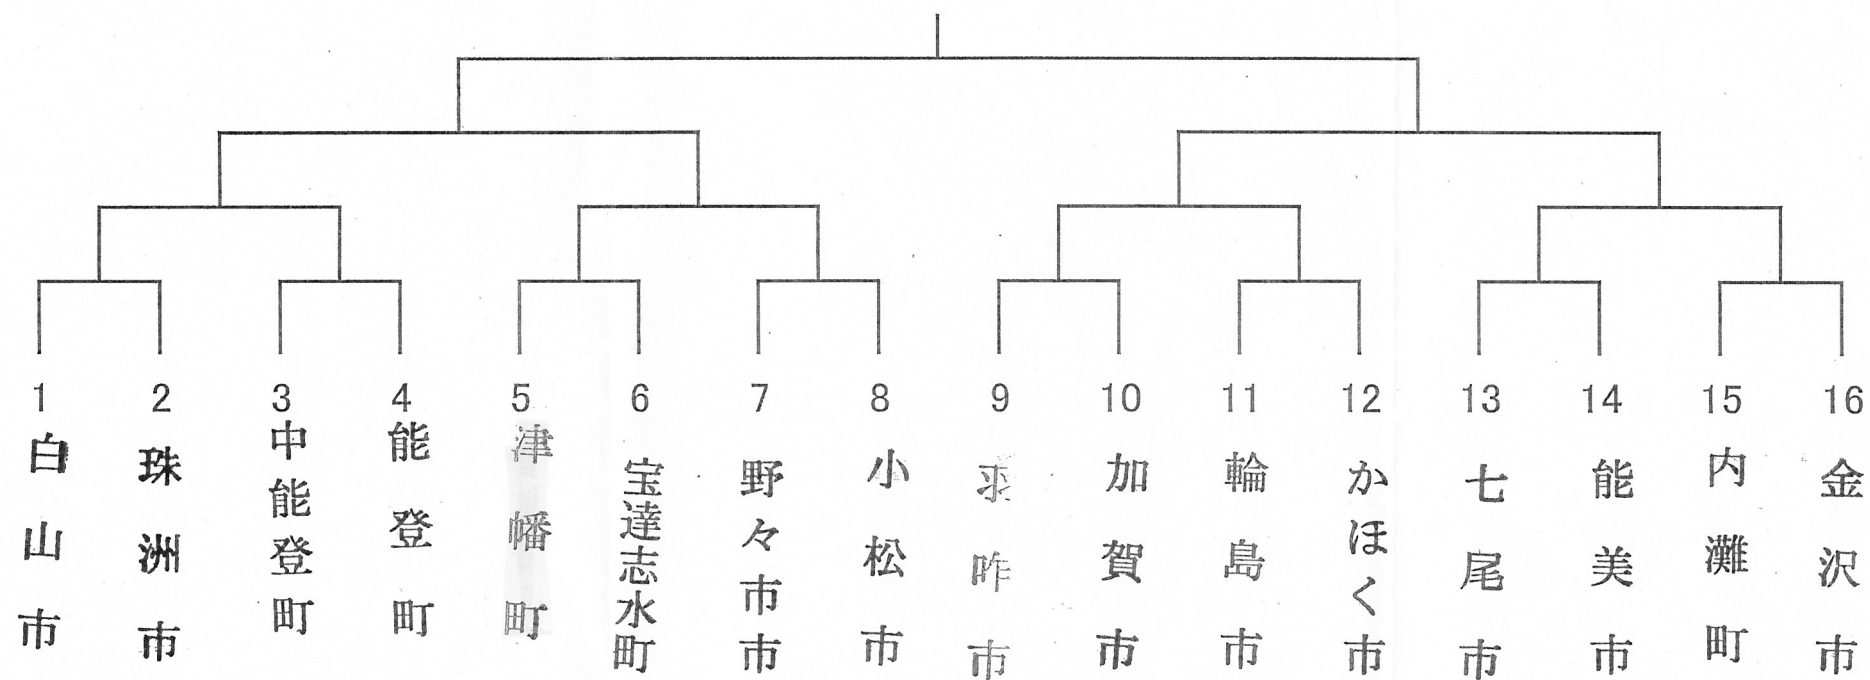 1 2 3 4 5 6 7 8 9 10 11 12 13 14 15 16
白山市
珠洲市
中能登町
能登町
津幡町
宝達志水町
野々市市
小松市
羽咋市
加賀市
輪島市
かほく市
七尾市
能美市
内灘町
金沢市